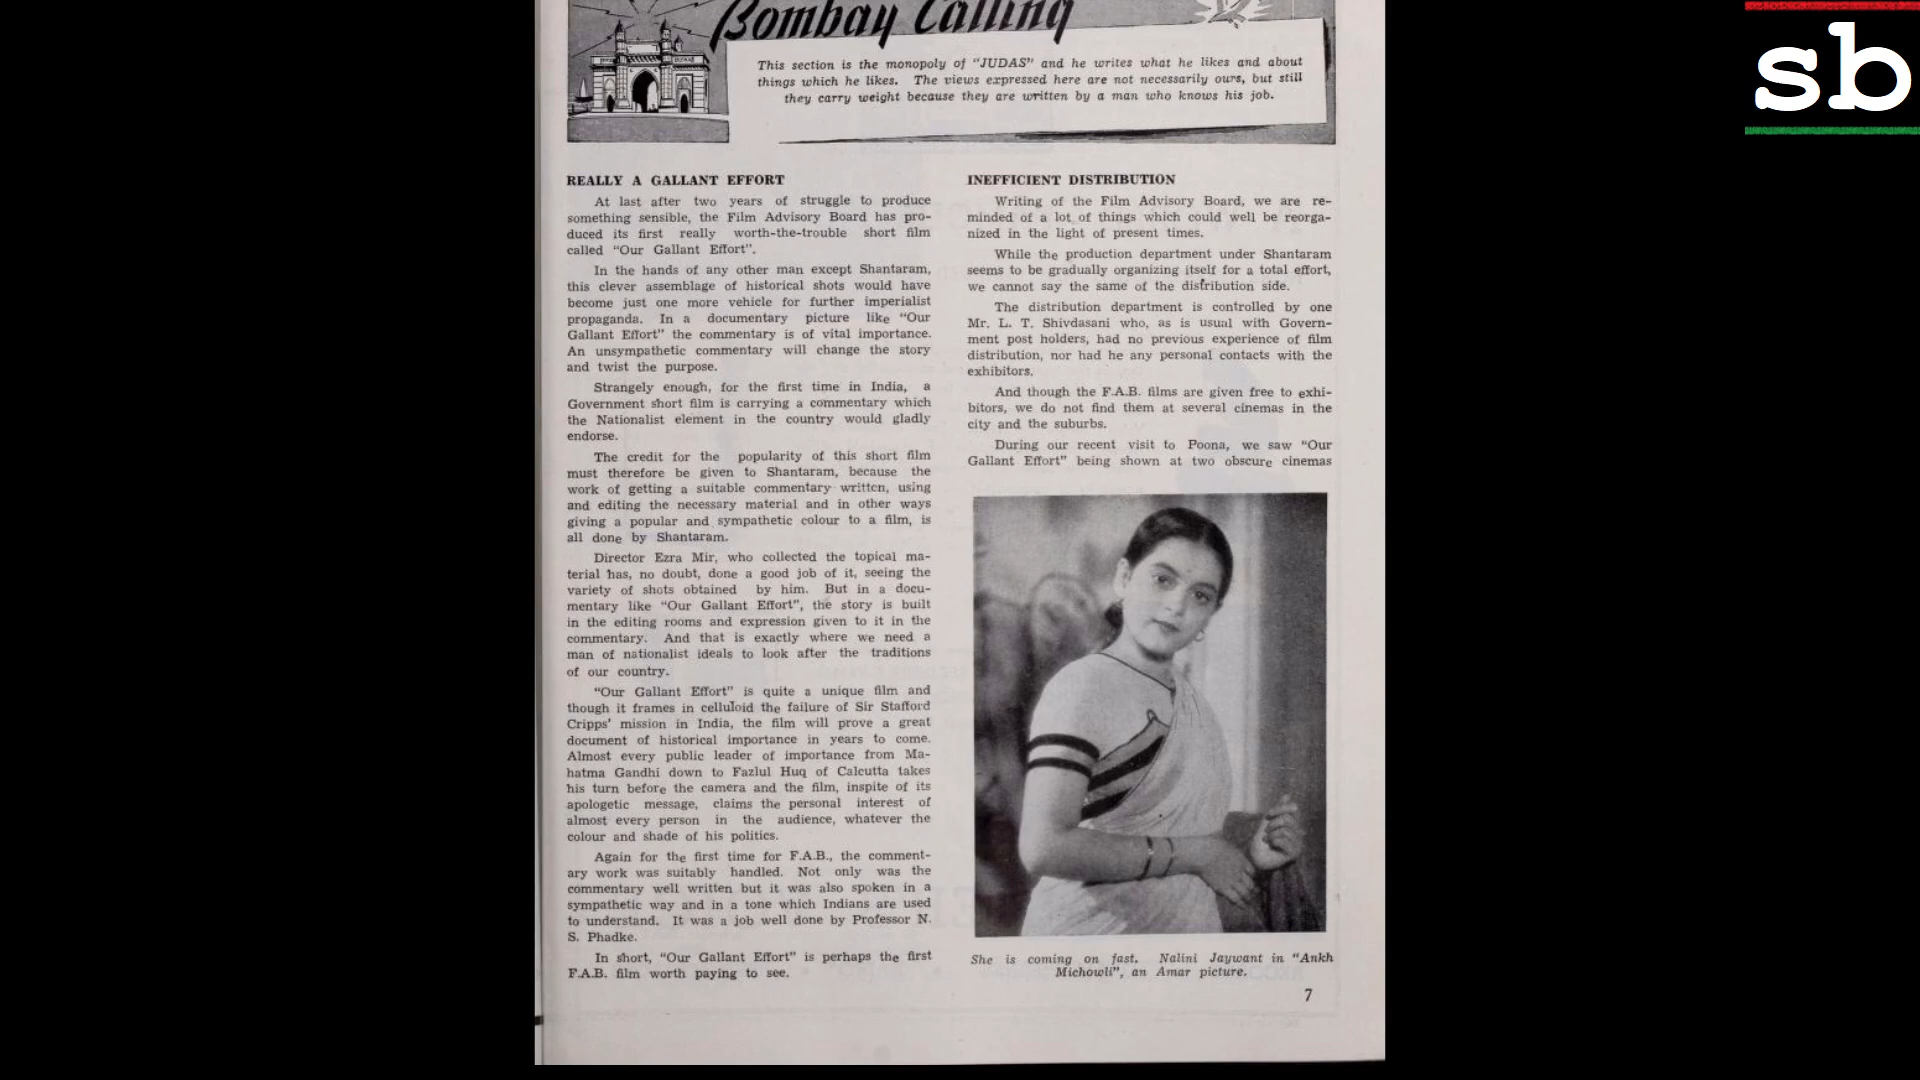 Bombay Calling
This section is the monopoly of "JUDAS" and he writes what he likes and about
things which he likes. The views expressed here are not necessarily ours, but still
they carry weight because they are written by a man who knows his job.
sb
REALLY A GALLANT EFFORT
At last after two years of struggle to produce
something sensible, the Film Advisory Board has pro-
duced its first really worth-the-trouble short film
called "Our Gallant Effort".
In the hands of any other man except Shantaram,
this clever assemblage of historical shots would have
become just one more vehicle for further imperialist
propaganda. In a documentary picture like "Our
Gallant Effort" the commentary is of vital importance.
An unsympathetic commentary will change the story
and twist the purpose.
Strangely enough, for the first time in India, a
Government short film is carrying a commentary which
the Nationalist element in the country would gladly
endorse.
The credit for the popularity of this short film
must therefore be given to Shantaram, because the
work of getting a suitable commentary written, using
and editing the necessary material and in other ways
giving a popular and sympathetic colour to a film, is
all done by Shantaram.
Director Ezra Mir, who collected the topical ma-
terial has, no doubt, done a good job of it, seeing the
variety of shots obtained by him. But in a docu-
mentary like "Our Gallant Effort", the story is built
in the editing rooms and expression given to it in the
commentary. And that is exactly where we need a
man of nationalist ideals to look after the traditions
of our country.
"Our Gallant Effort" is quite a unique film and
though it frames in celluloid the failure of Sir Stafford
Cripps' mission in India, the film will prove a great
document of historical importance in years to come.
Almost every public leader of importance from Ma-
hatma Gandhi down to Fazlul Huq of Calcutta takes
his turn before the camera and the film, inspite of its
apologetic message, claims the personal interest of
almost every person in the audience, whatever the
colour and shade of his politics.
Again for the first time for F.A.B., the comment-
ary work was suitably handled. Not only was the
commentary well written but it was also spoken in a
sympathetic way and in a tone which Indians are used
to understand. It was a job well done by Professor N.
S. Phadke.
In short, "Our Gallant Effort" is perhaps the first
F.A.B. film worth paying to see.
INEFFICIENT DISTRIBUTION
Writing of the Film Advisory Board, we are re-
minded of a lot of things which could well be reorga-
nized in the light of present times.
While the production department under Shantaram
seems to be gradually organizing itself for a total effort,
we cannot say the same of the distribution side.
The distribution department is controlled by one
Mr. L. T. Shivdasani who, as is usual with Govern-
ment post holders, had no previous experience of film
distribution, nor had he any personal contacts with the
exhibitors.
And though the F.A.B. films are given free to exhi-
bitors, we do not find them at several cinemas in the
city and the suburbs.
During our recent visit to Poona, we saw "Our
Gallant Effort" being shown at two obscure cinemas
She is coming on fast. Nalini Jaywant in "Ankh
Michowli", an Amar picture.
7